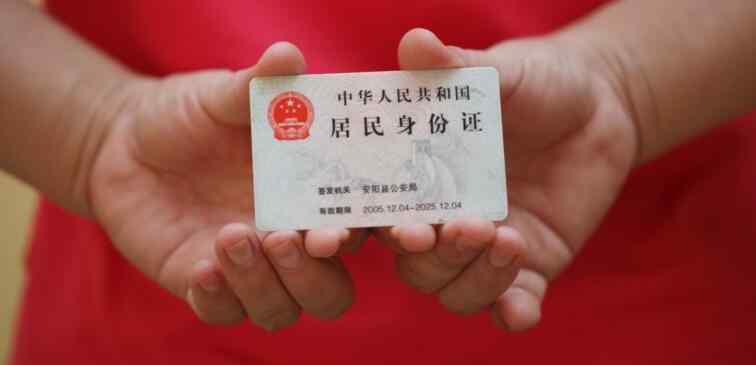 中华人民共和国
居民身份证
签发机关 安阳县公安局
有效期限 2005.12.04-2025.12.04